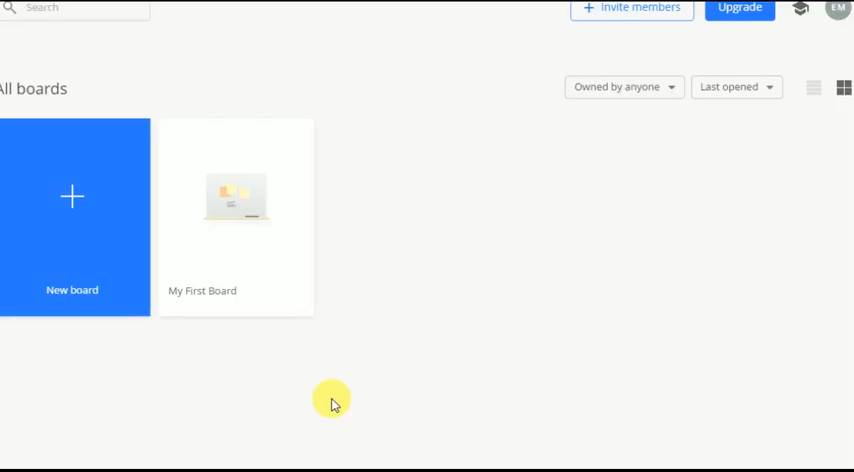 Search
Invite members
Upgrade
EM
All boards
Owned by anyone
Last opened
New board
My First Board